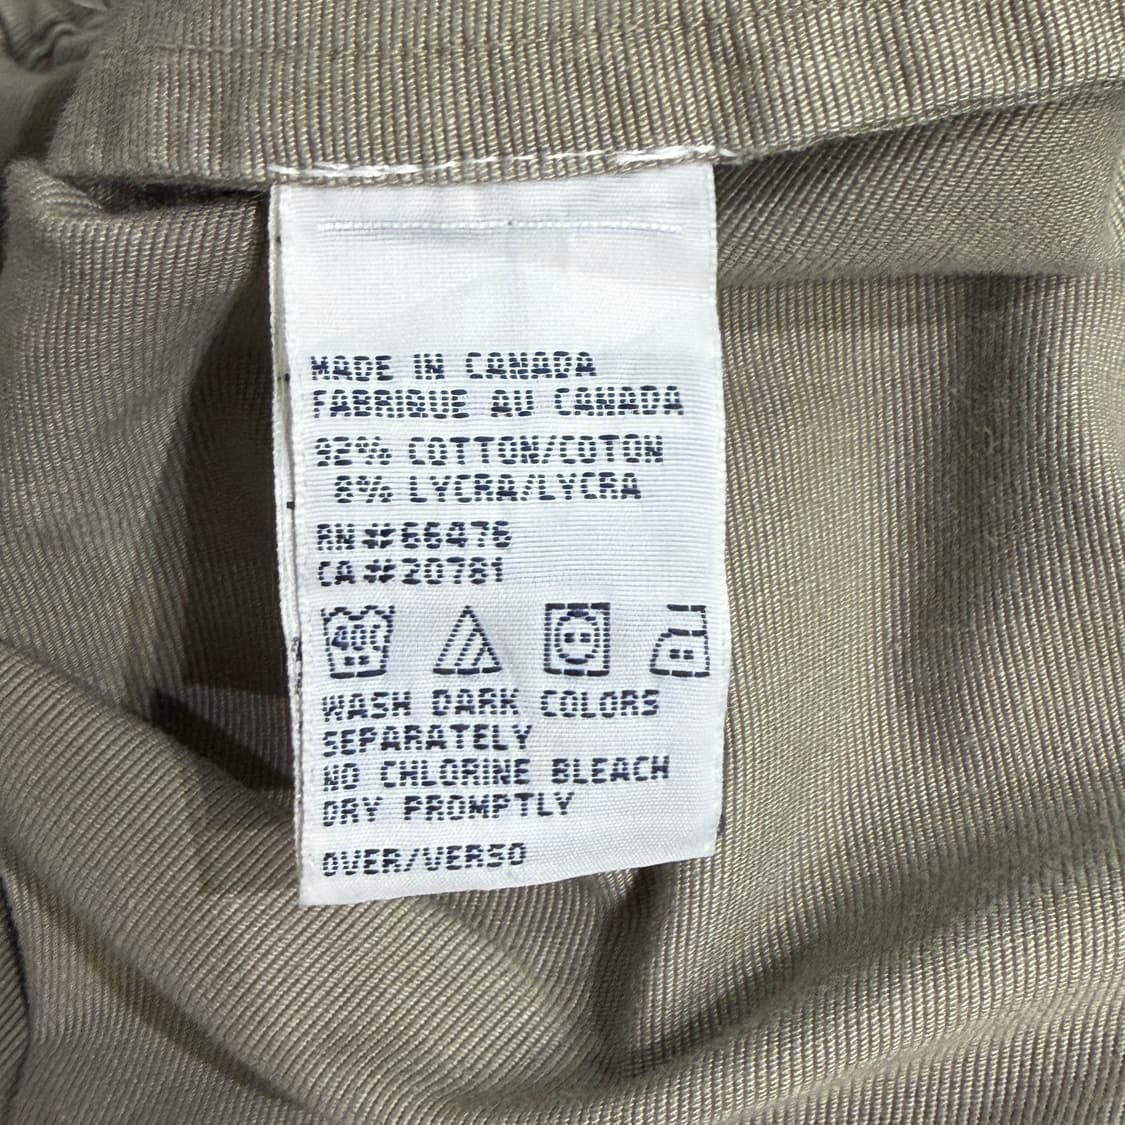 MADE IN CANADA
FABRIQUE AU CANADA
92% COTTON/COTON
8% LYCRA/LYCRA
RN#66476
CA#20781
40C
WASH DARK COLORS
SEPARATELY
NO CHLORINE BLEACH
DRY PROMPTLY
OVER/VERSO